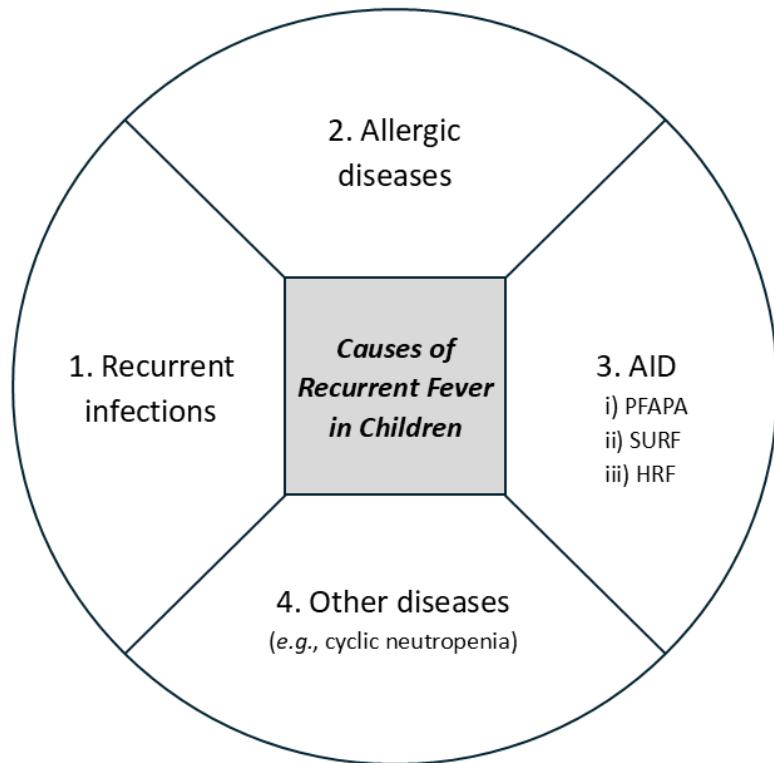 2. Allergic
diseases
1. Recurrent
infections
Causes of
Recurrent Fever
in Children
3. AID
i) PFAPA
ii) SURF
iii) HRF
4. Other diseases
(e.g., cyclic neutropenia)